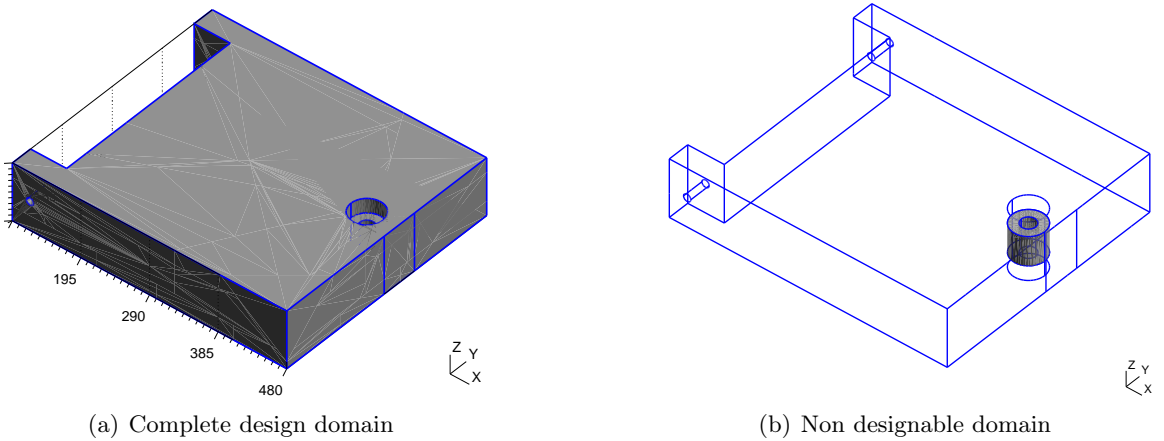 195
290
385
480
Z
Y
X
Z
Y
X
(a) Complete design domain
(b) Non designable domain